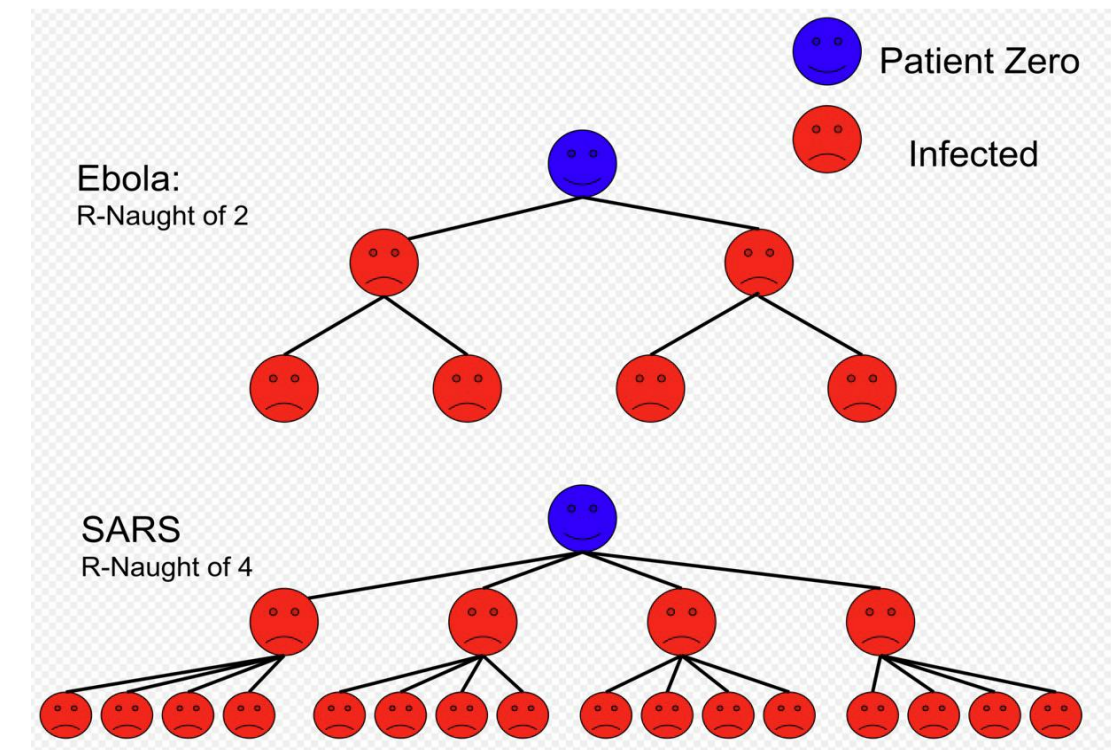 Patient Zero
Infected
Ebola:
R-Naught of 2
SARS
R-Naught of 4